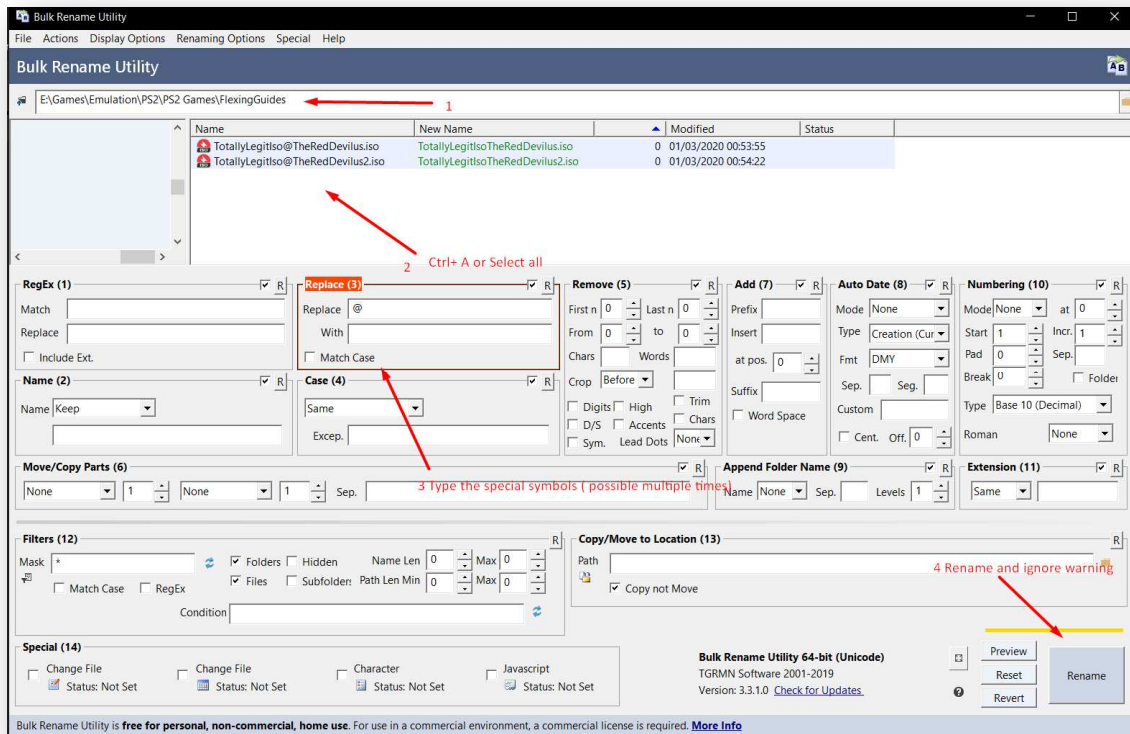 Bulk Rename Utility
File Actions Display Options Renaming Options Special Help
Bulk Rename Utility
E:\Games\Emulation\PS2\PS2 Games\FlexingGuides
1
Name New Name Modified Status
TotallyLegitIso@TheRedDevilus.iso TotallyLegitIsoTheRedDevilus.iso 0 01/03/2020 00:53:55
TotallyLegitIso@TheRedDevilus2.iso TotallyLegitIsoTheRedDevilus2.iso 0 01/03/2020 00:54:22
2 Ctrl+ A or Select all
RegEx (1) R
Match
Replace
Include Ext.
Replace (3) R
Replace @
With
Match Case
Remove (5) R
First n 0 Last n 0
From 0 to 0
Chars Words
Crop Before
Digits High Trim
D/S Accents Chars
Sym. Lead Dots None
Add (7) R
Prefix
Insert
at pos. 0
Suffix
Word Space
Auto Date (8) R
Mode None
Type Creation (Cur
Fmt DMY
Sep. Seg.
Custom
Cent. Off. 0
Numbering (10) R
Mode None at 0
Start 1 Incr. 1
Pad 0 Sep.
Break 0 Folder
Type Base 10 (Decimal)
Roman None
Name (2) R
Name Keep
Case (4) R
Same
Excep.
Move/Copy Parts (6) R
None 1 None 1 Sep.
3 Type the special symbols ( possible multiple times)
Append Folder Name (9) R
Name None Sep. Levels 1
Extension (11) R
Same
Filters (12) R
Mask * Folders Hidden Name Len 0 Max 0
Match Case RegEx Files Subfolders Path Len Min 0 Max 0
Condition
Copy/Move to Location (13) R
Path
Copy not Move
4 Rename and ignore warning
Special (14)
Change File Change File Character Javascript
Status: Not Set Status: Not Set Status: Not Set Status: Not Set
Bulk Rename Utility 64-bit (Unicode)
TGRMN Software 2001-2019
Version: 3.3.1.0 Check for Updates
Preview
Reset
Revert
Rename
Bulk Rename Utility is free for personal, non-commercial, home use. For use in a commercial environment, a commercial license is required. More Info